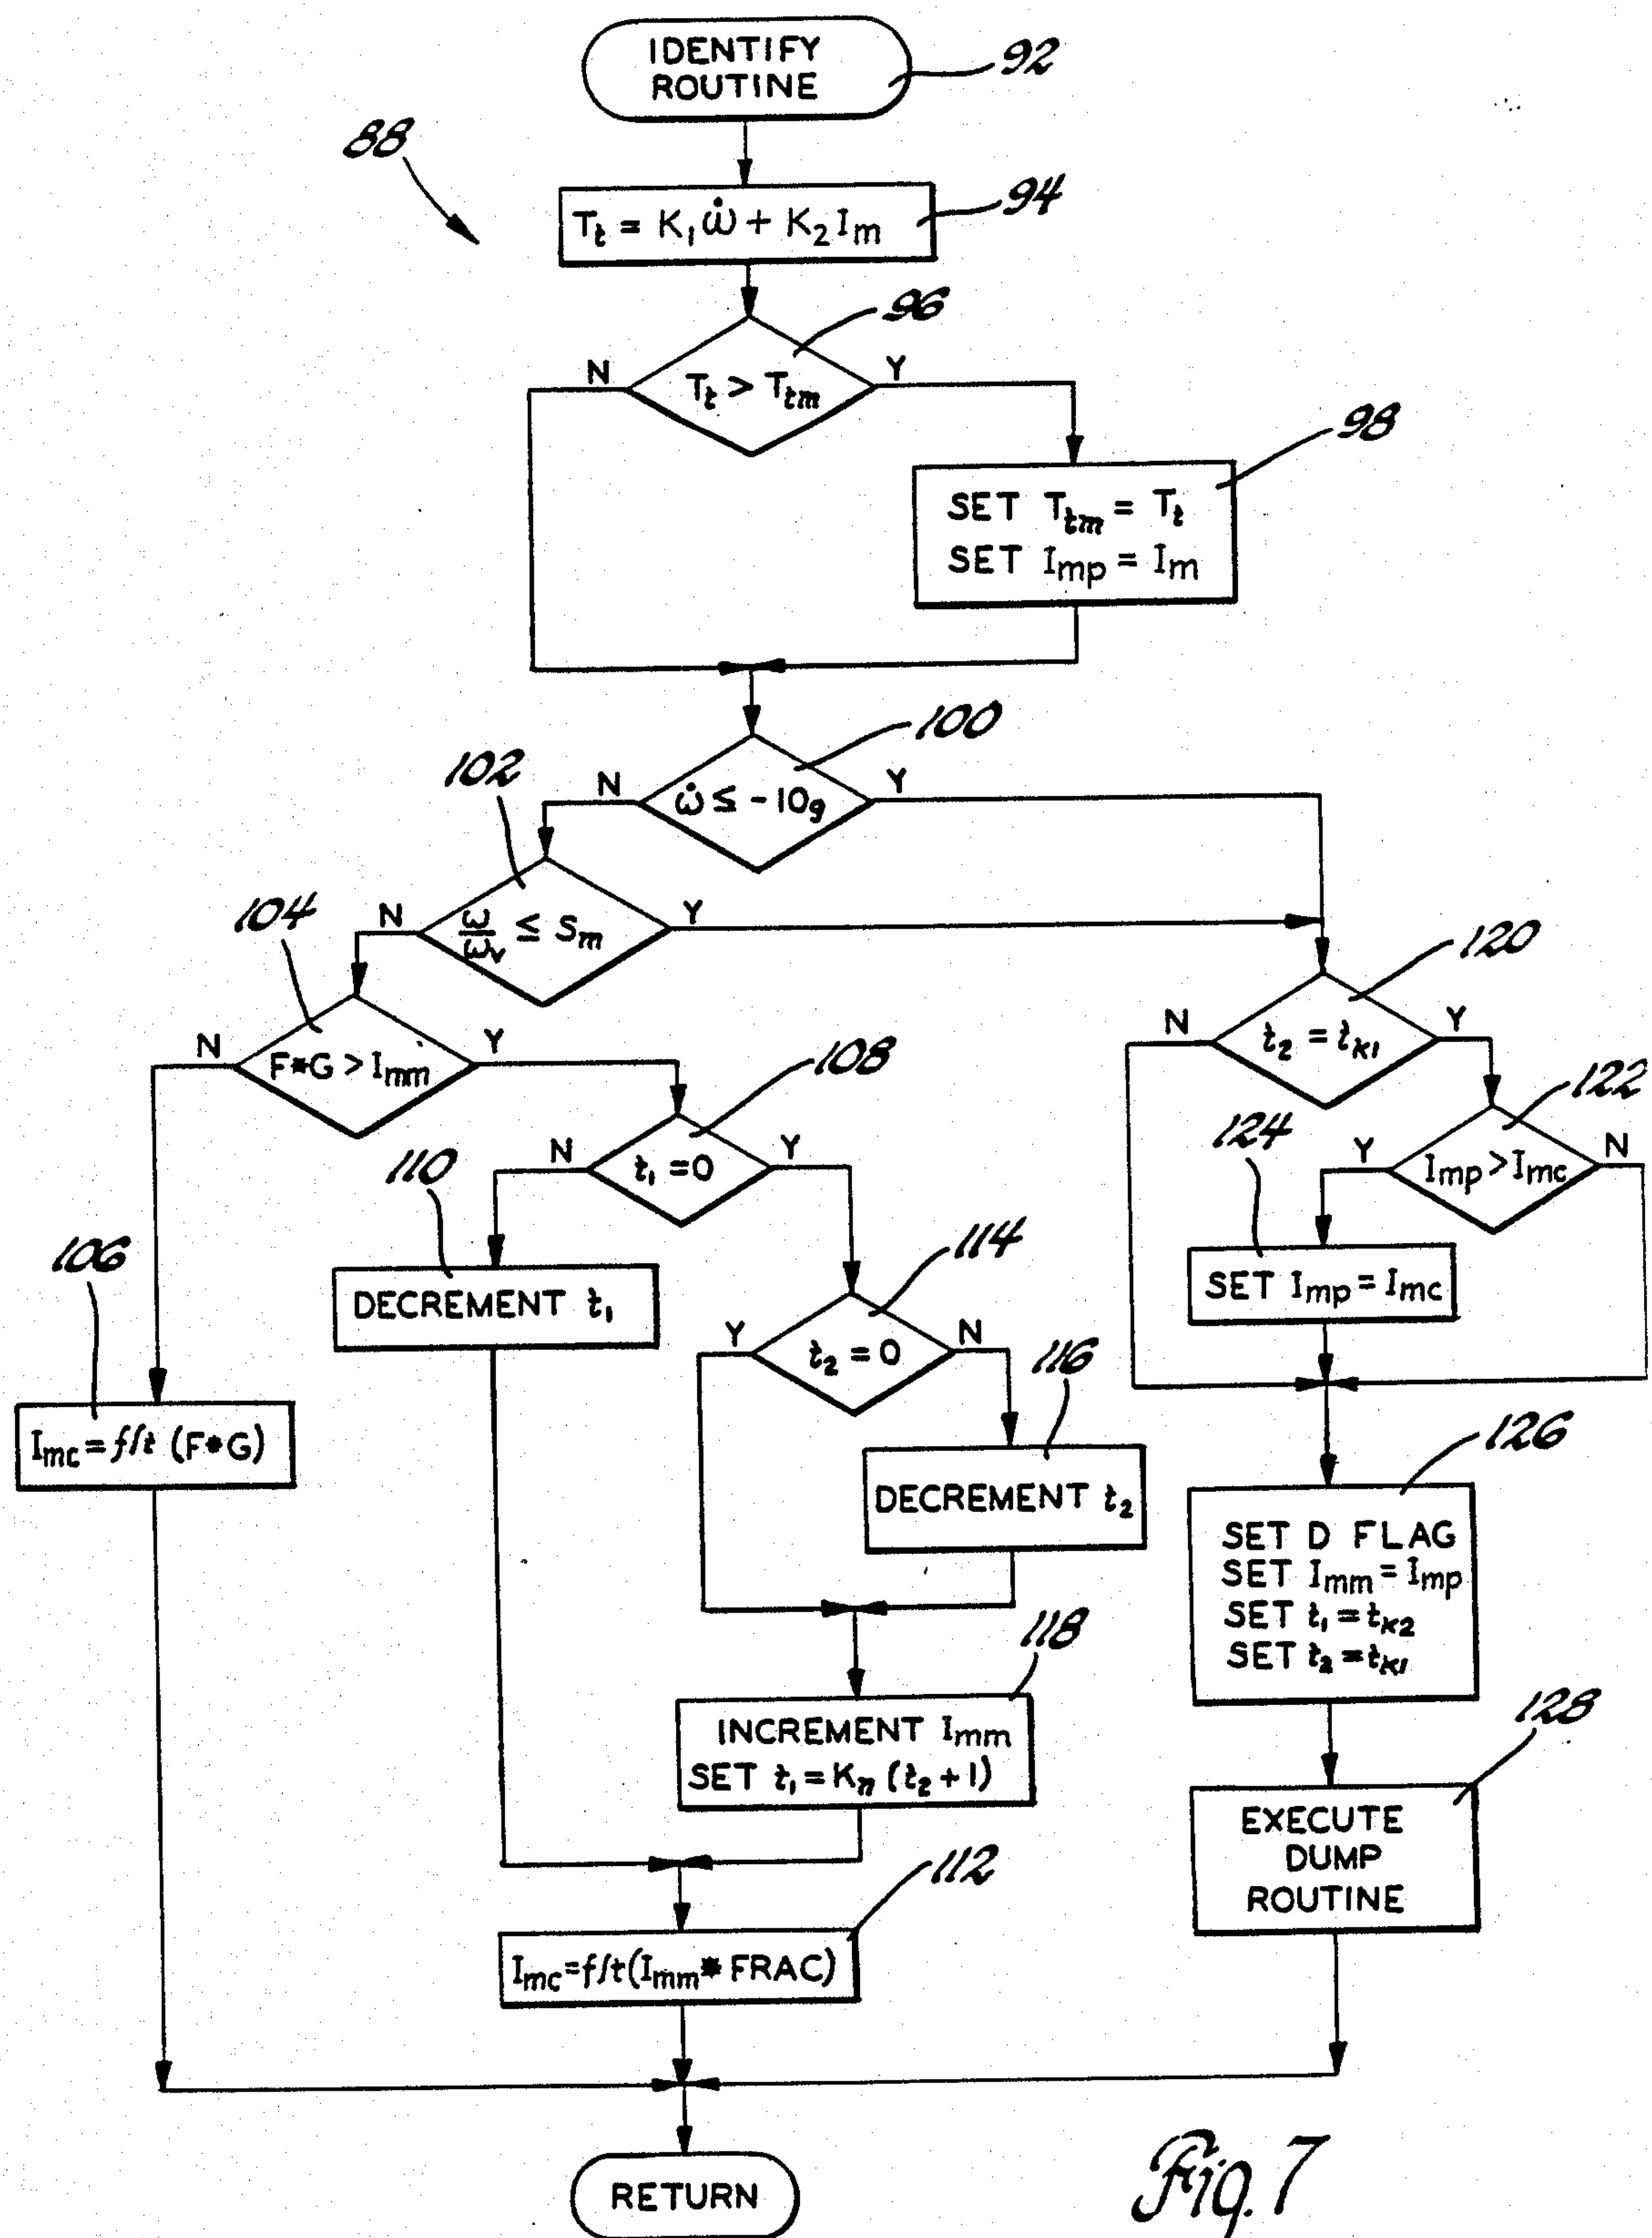 IDENTIFY
ROUTINE
92
88
Tₜ = K₁ω̇ + K₂Iₘ
94
96
N
Tₜ > Tₜₘ
Y
98
SET Tₜₘ = Tₜ
SET Iₘₚ = Iₘ
100
102
N
ω̇ ≤ -10g
Y
104
N
ω/ωᵥ ≤ Sₘ
Y
120
N
F*G > Iₘₘ
Y
108
N
t₂ = tₖ₁
Y
122
110
N
t₁ = 0
Y
124
Y
Iₘₚ > Iₘc
N
106
DECREMENT t₁
114
SET Iₘₚ = Iₘc
Y
t₂ = 0
N
116
Iₘc = f/t (F*G)
DECREMENT t₂
126
SET D FLAG
SET Iₘₘ = Iₘₚ
SET t₁ = tₖ₂
SET t₂ = tₖ₁
118
INCREMENT Iₘₘ
SET t₁ = Kₙ (t₂ + 1)
128
EXECUTE
DUMP
ROUTINE
112
Iₘc = f/t (Iₘₘ * FRAC)
RETURN
Fig. 7